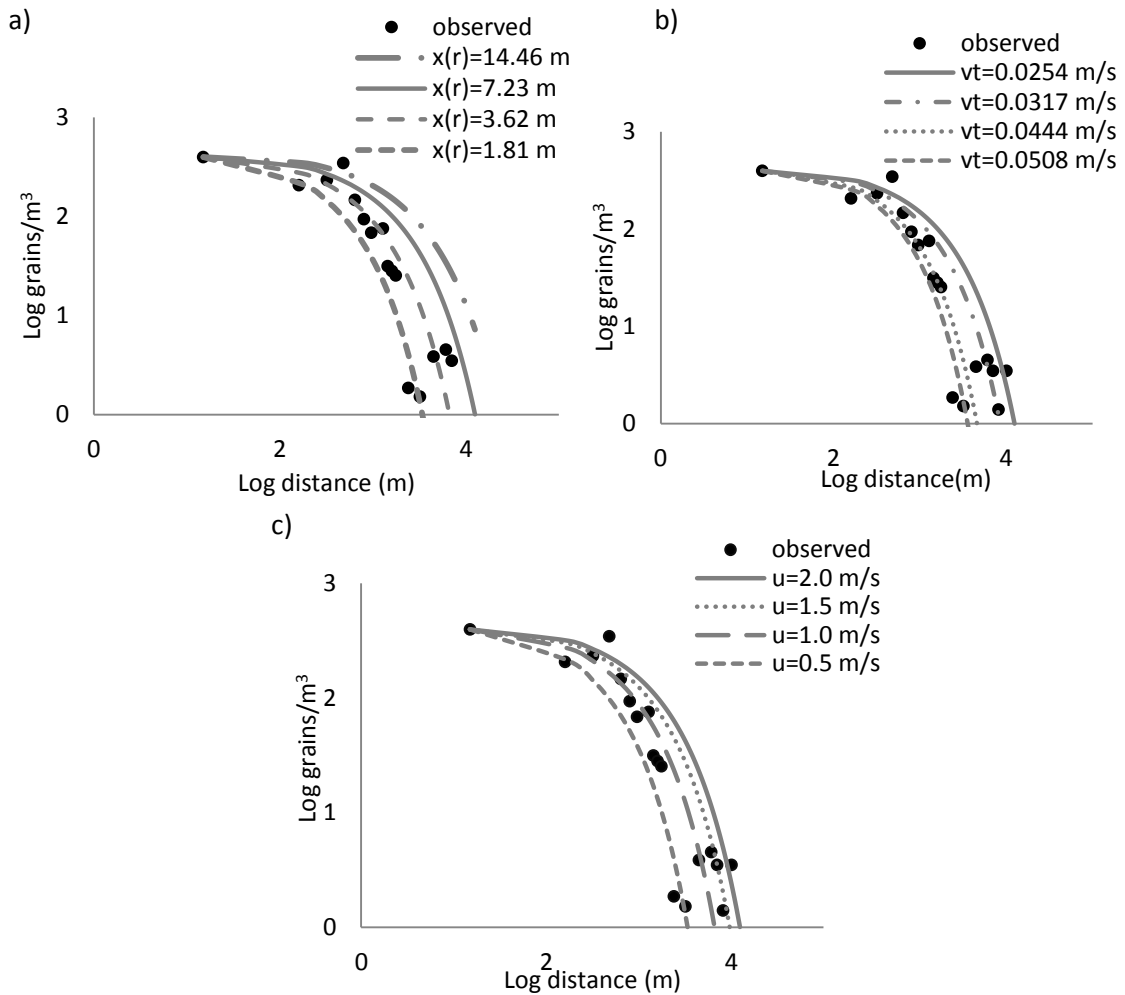 a)
observed
x(r)=14.46 m
x(r)=7.23 m
x(r)=3.62 m
x(r)=1.81 m
3
2
1
0
0
2
4
Log grains/m³
Log distance (m)
b)
observed
vt=0.0254 m/s
vt=0.0317 m/s
vt=0.0444 m/s
vt=0.0508 m/s
3
2
1
0
0
2
4
Log grains/m³
Log distance(m)
c)
observed
u=2.0 m/s
u=1.5 m/s
u=1.0 m/s
u=0.5 m/s
3
2
1
0
0
2
4
Log grains/m³
Log distance (m)